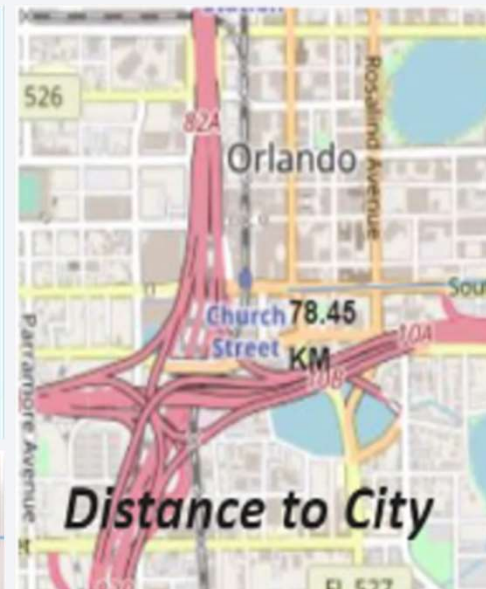 Station
526
82A
Orlando
Rosalind Avenue
Sou
Church
Street
78.45
KM
10A
10B
Parramore Avenue
Distance to City
FL 527